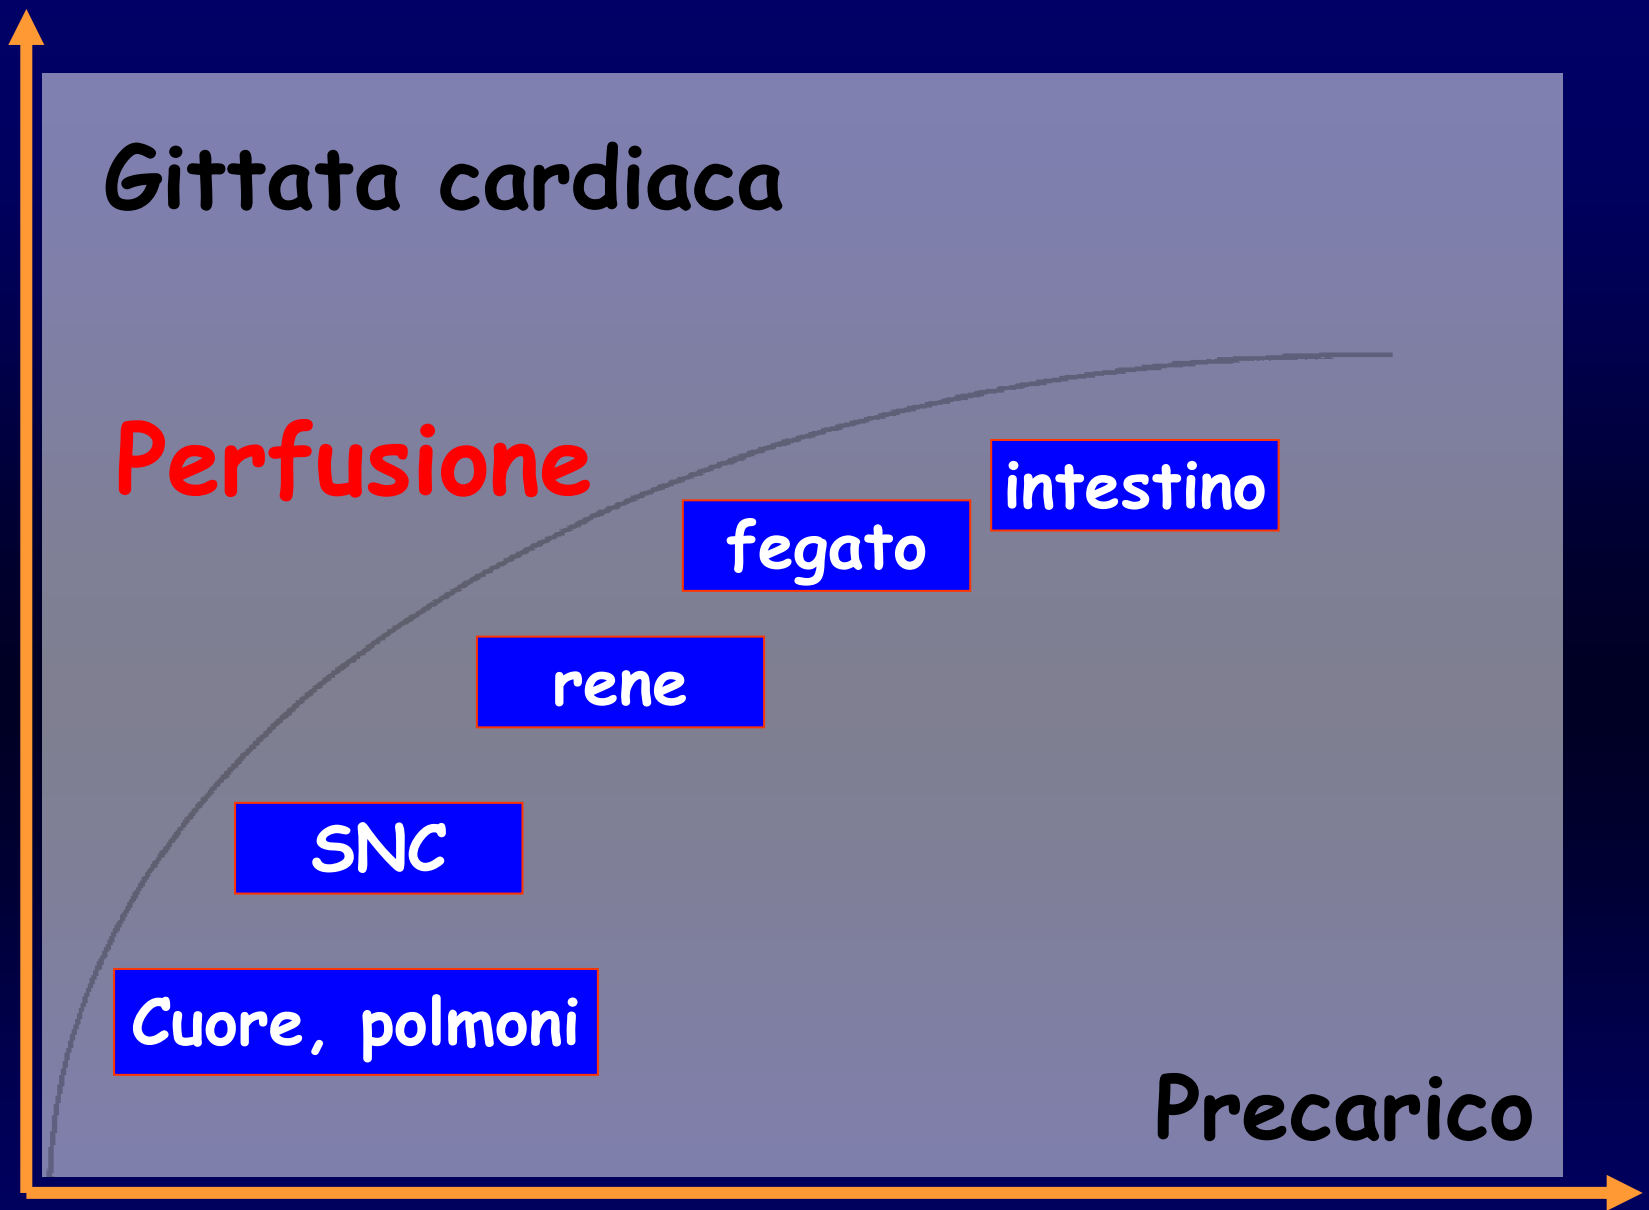 Gittata cardiaca
Perfusione
intestino
fegato
rene
SNC
Cuore, polmoni
Precarico